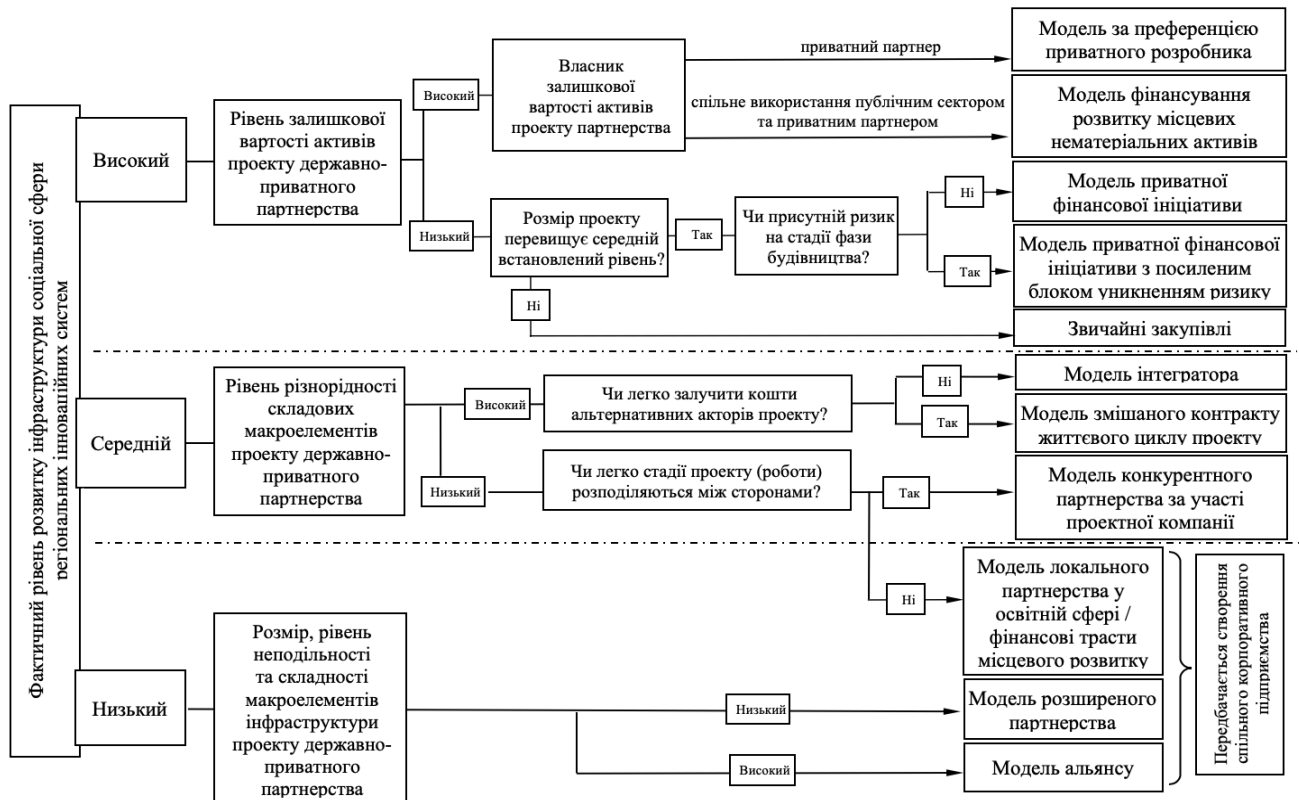 Фактичний рівень розвитку інфраструктури соціальної сфери
регіональних інноваційних систем
Високий
Рівень залишкової
вартості активів
проекту державно-
приватного
партнерства
Високий
Власник
залишкової
вартості активів
проекту партнерства
приватний партнер
Модель за преференцією
приватного розробника
спільне використання публічним сектором
та приватним партнером
Модель фінансування
розвитку місцевих
нематеріальних активів
Низький
Розмір проекту
перевищує середній
встановлений рівень?
Так
Чи присутній ризик
на стадії фази
будівництва?
Ні
Модель приватної
фінансової ініціативи
Так
Модель приватної фінансової
ініціативи з посиленим
блоком уникненням ризику
Ні
Звичайні закупівлі
Середній
Рівень різнорідності
складових
макроелементів
проекту державно-
приватного
партнерства
Високий
Чи легко залучити кошти
альтернативних акторів проекту?
Ні
Модель інтегратора
Так
Модель змішаного контракту
життєвого циклу проекту
Низький
Чи легко стадії проекту (роботи)
розподіляються між сторонами?
Так
Модель конкурентного
партнерства за участі
проектної компанії
Ні
Модель локального
партнерства у
освітній сфері /
фінансові трасти
місцевого розвитку
Низький
Розмір, рівень
неподільності
та складності
макроелементів
інфраструктури
проекту державно-
приватного
партнерства
Низький
Модель розширеного
партнерства
Високий
Модель альянсу
Передбачається створення
спільного корпоративного
підприємства